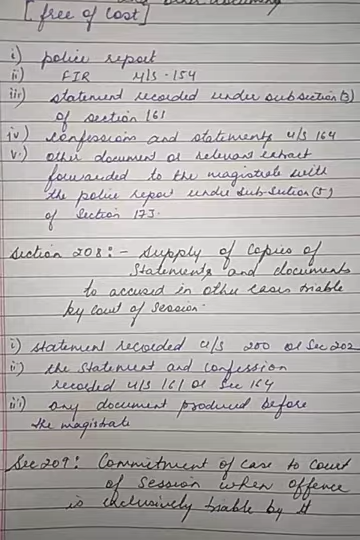 and other document
[free of cost]
i) police report
ii) FIR u/s - 154
iii) statement recorded under subsection (3)
of section 161
iv) confessions and statements u/s 164
v) other document or relevant extract
forwarded to the magistrate with
the police report under sub-section (5)
of section 173.
Section 208:- Supply of Copies of
Statements and documents
to accused in other cases triable
by court of session.
i) statement recorded u/s 200 or Sec 202
ii) the statement and confession
recorded u/s 161 or Sec 164
iii) any document produced before
the magistrate
Sec 209: Commitment of case to Court
of Session when offence
is exclusively triable by it